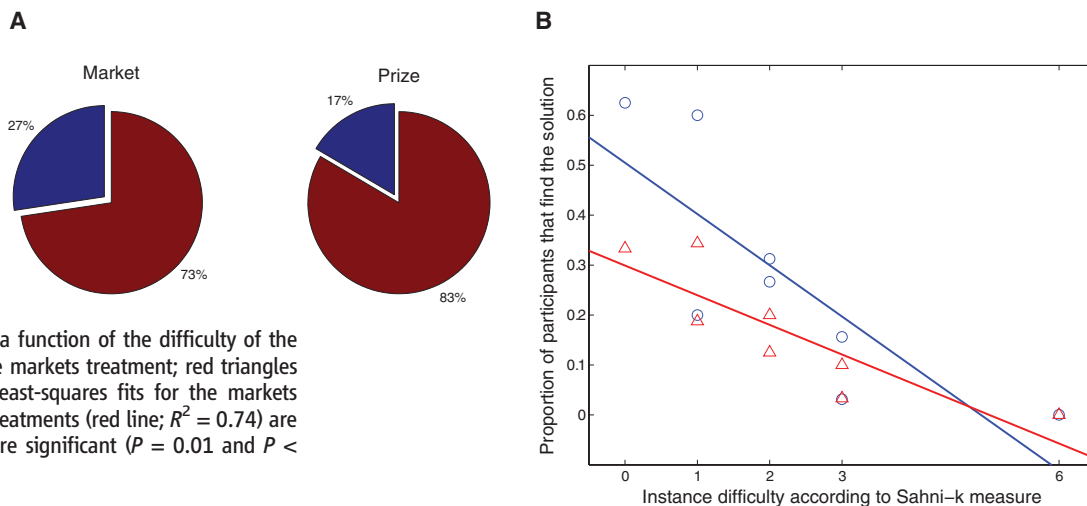 A
Market
27%
73%
Prize
17%
83%
a function of the difficulty of the
e markets treatment; red triangles
east-squares fits for the markets
reatments (red line; R² = 0.74) are
re significant (P = 0.01 and P <
B
Proportion of participants that find the solution
0.6
0.5
0.4
0.3
0.2
0.1
0
0 1 2 3 6
Instance difficulty according to Sahni−k measure